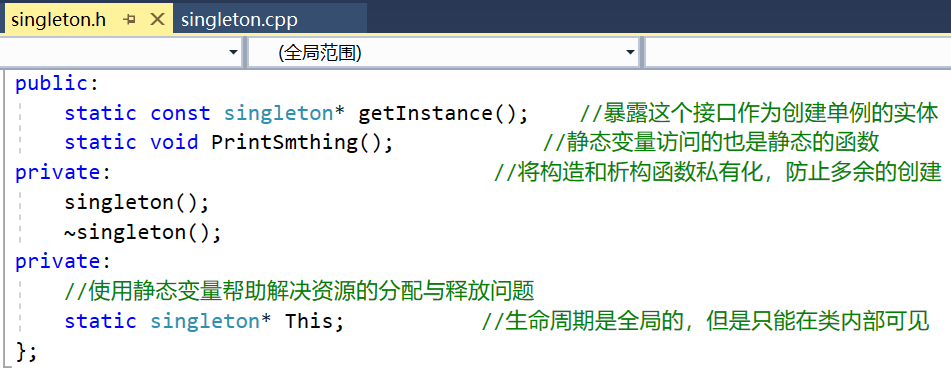 singleton.h singleton.cpp
(全局范围)
public:
static const singleton* getInstance(); //暴露这个接口作为创建单例的实体
static void PrintSmthing(); //静态变量访问的也是静态的函数
private: //将构造和析构函数私有化，防止多余的创建
singleton();
~singleton();
private:
//使用静态变量帮助解决资源的分配与释放问题
static singleton* This; //生命周期是全局的，但是只能在类内部可见
};